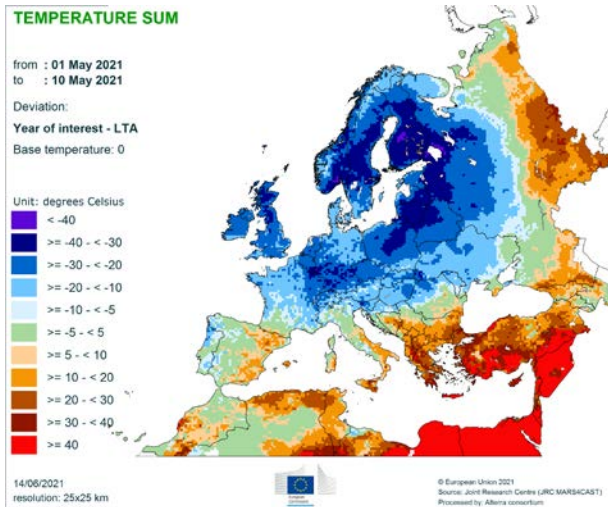 TEMPERATURE SUM
from : 01 May 2021
to : 10 May 2021
Deviation:
Year of interest - LTA
Base temperature: 0
Unit: degrees Celsius
< -40
>= -40 - < -30
>= -30 - < -20
>= -20 - < -10
>= -10 - < -5
>= -5 - < 5
>= 5 - < 10
>= 10 - < 20
>= 20 - < 30
>= 30 - < 40
>= 40
14/06/2021
resolution: 25x25 km
© European Union 2021
Source: Joint Research Centre (JRC MARS4CAST)
Processed by: Alterra consortium